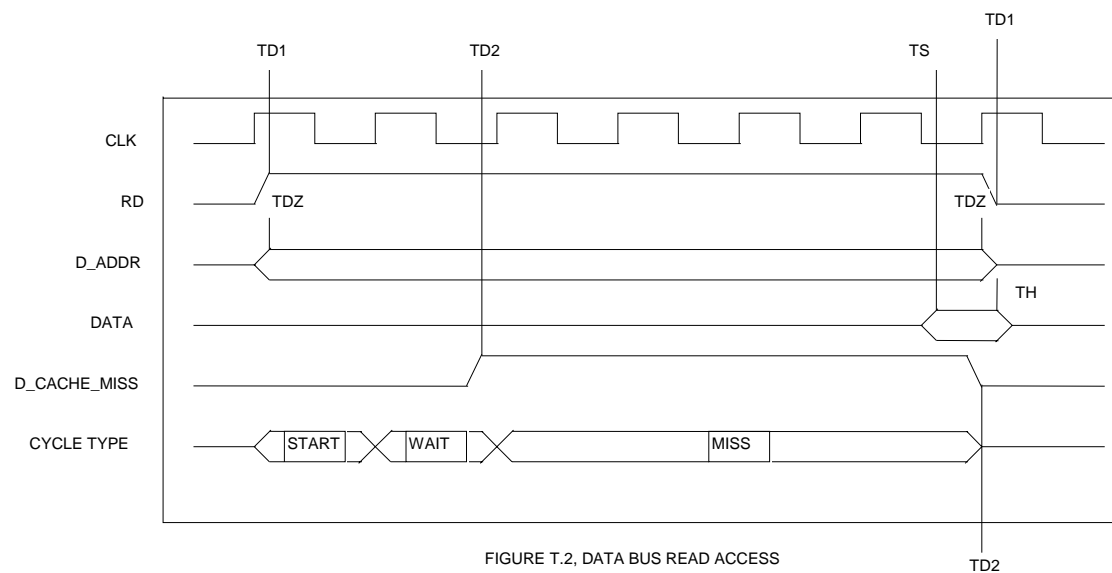 TD1
TD1
TD2
TS
CLK
RD
TDZ
TDZ
D_ADDR
TH
DATA
D_CACHE_MISS
CYCLE TYPE
START
WAIT
MISS
FIGURE T.2, DATA BUS READ ACCESS
TD2